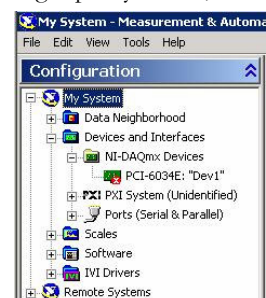 My System - Measurement & Automa
File Edit View Tools Help
Configuration
My System
Data Neighborhood
Devices and Interfaces
NI-DAQmx Devices
PCI-6034E: "Dev1"
PXI PXI System (Unidentified)
Ports (Serial & Parallel)
Scales
Software
IVI Drivers
Remote Systems